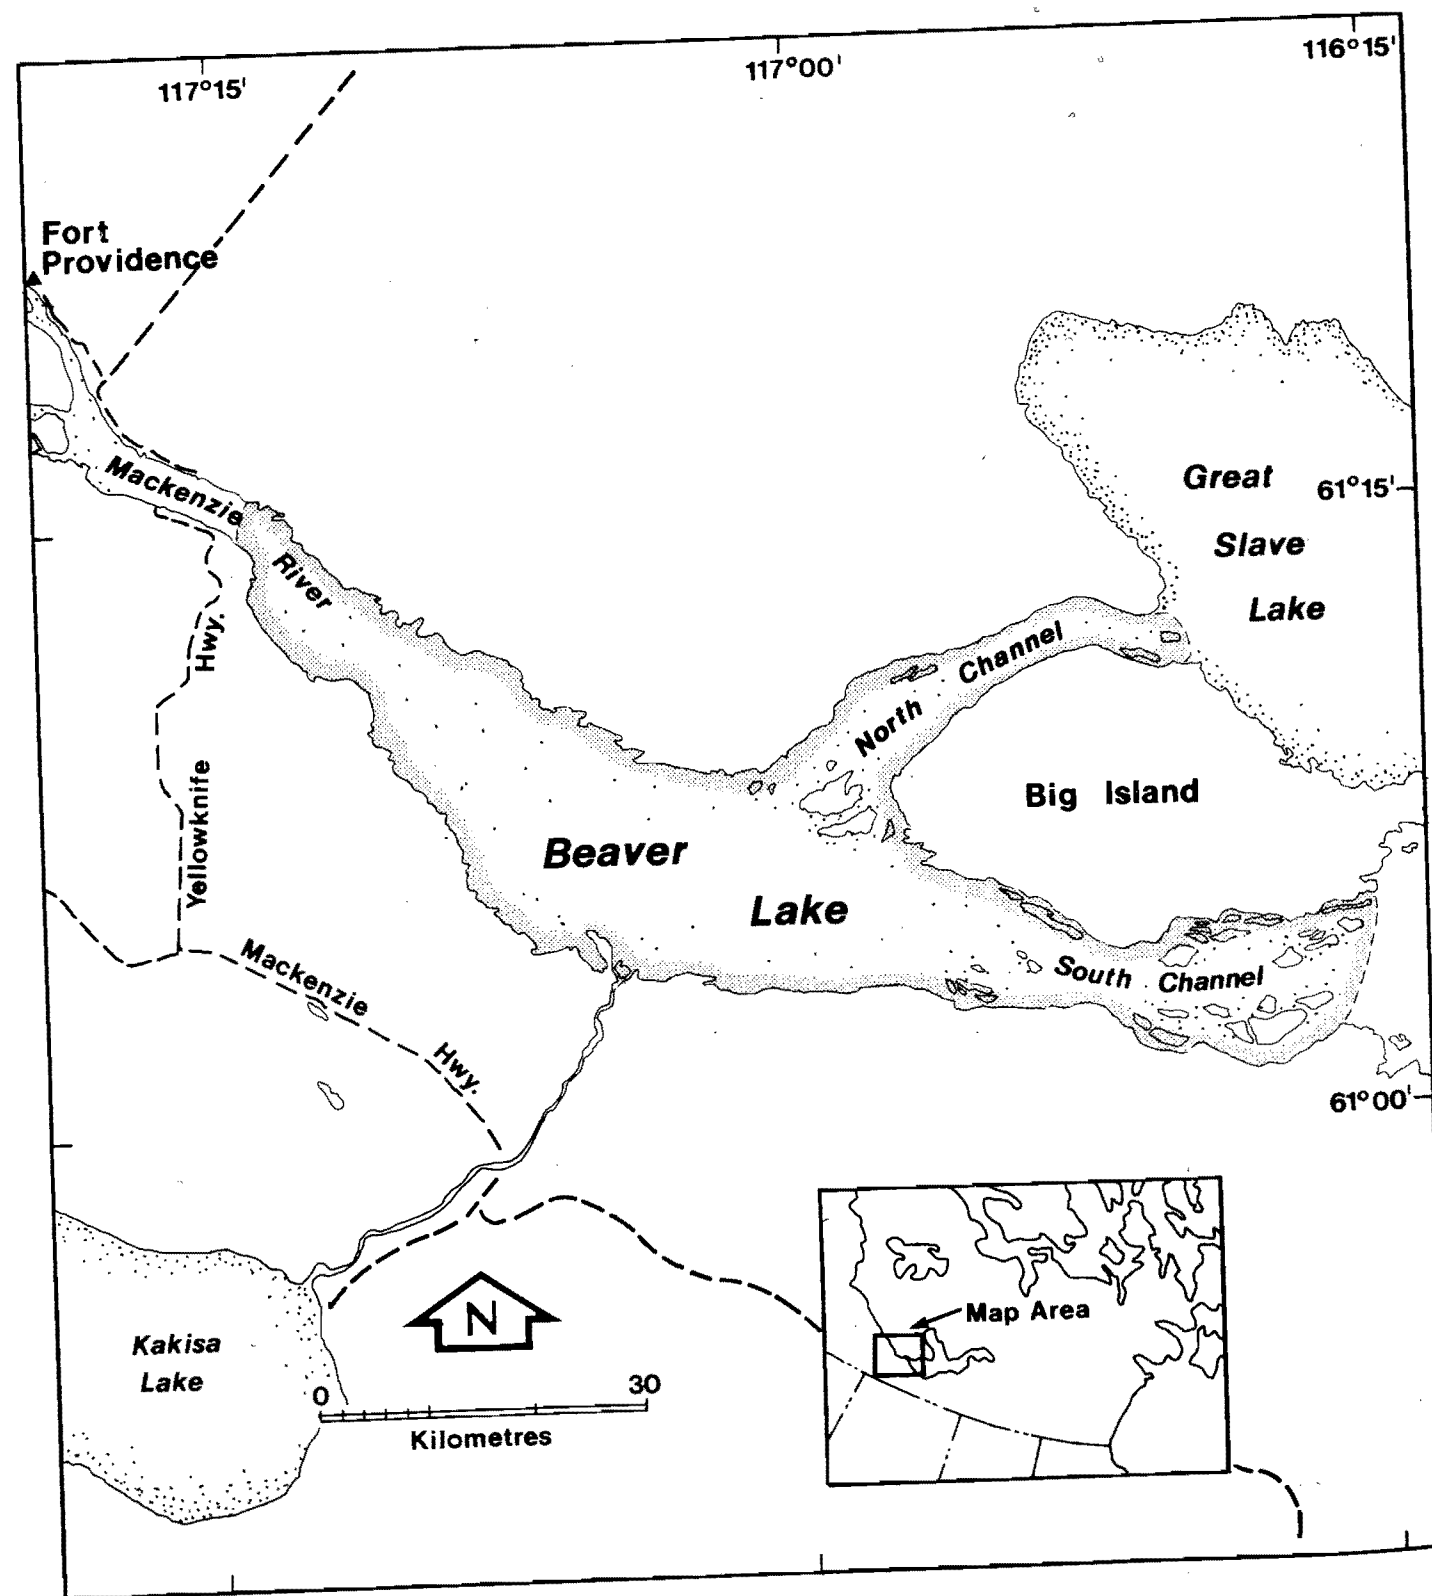 117°15'
117°00'
116°15'
Fort
Providence
Great
61°15'
Slave
Lake
Mackenzie
River
Hwy.
Channel
North
Yellowknife
Big Island
Beaver
Lake
South Channel
Mackenzie
Hwy.
61°00'
Map Area
N
Kakisa
Lake
0 30
Kilometres